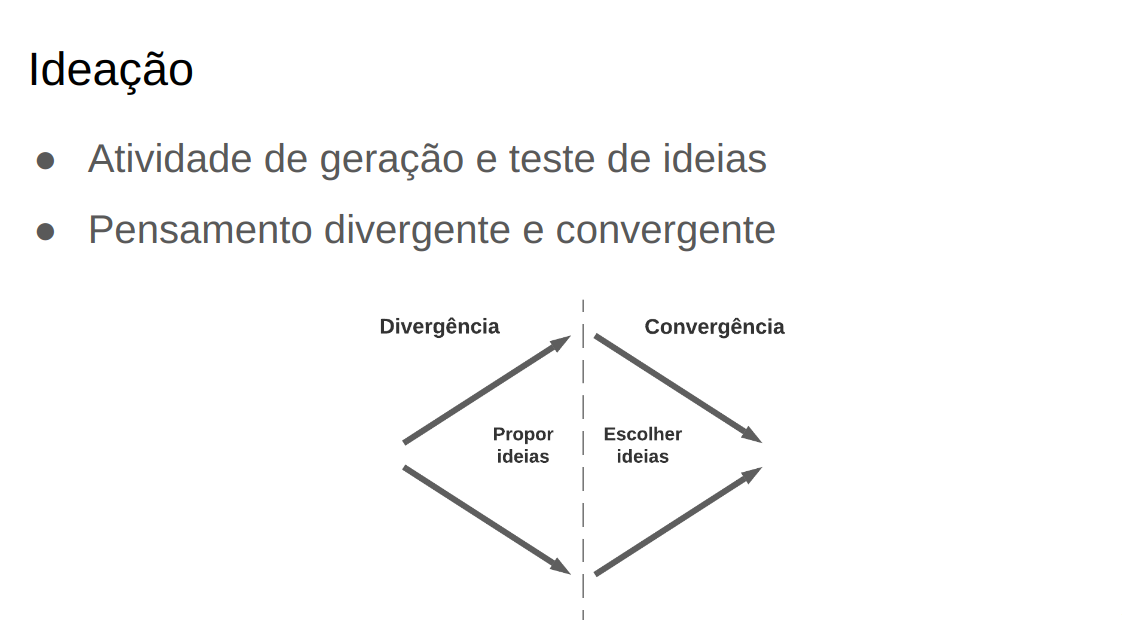 Ideação
● Atividade de geração e teste de ideias
● Pensamento divergente e convergente
Divergência
Convergência
Propor
ideias
Escolher
ideias